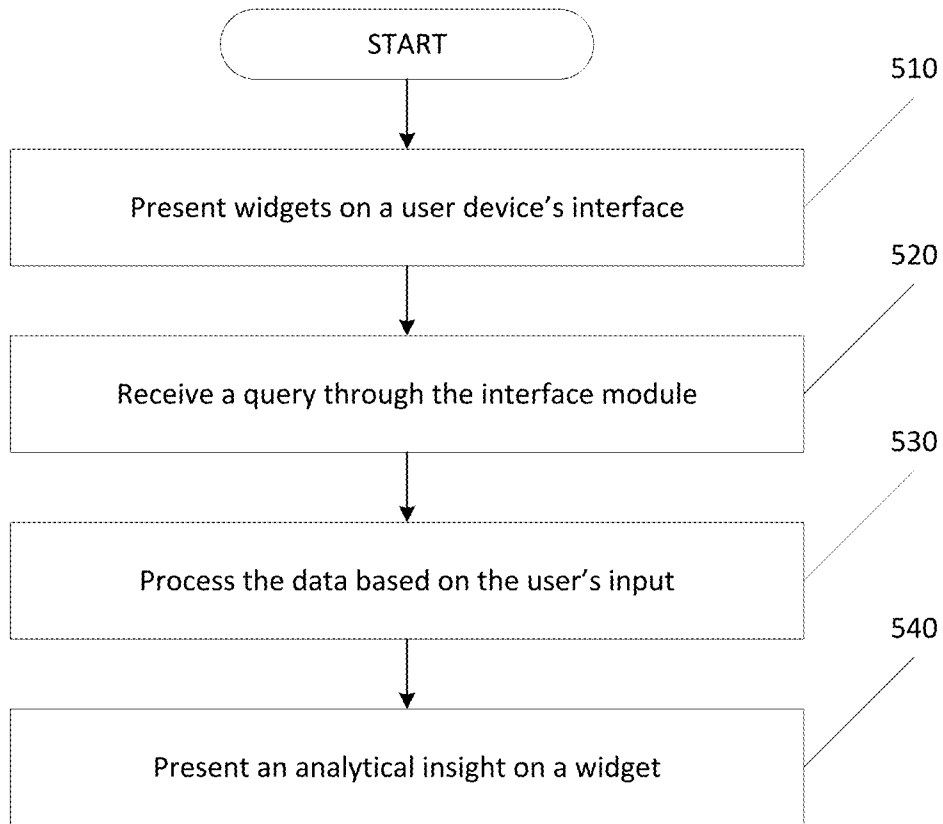 START
510
Present widgets on a user device’s interface
520
Receive a query through the interface module
530
Process the data based on the user’s input
540
Present an analytical insight on a widget